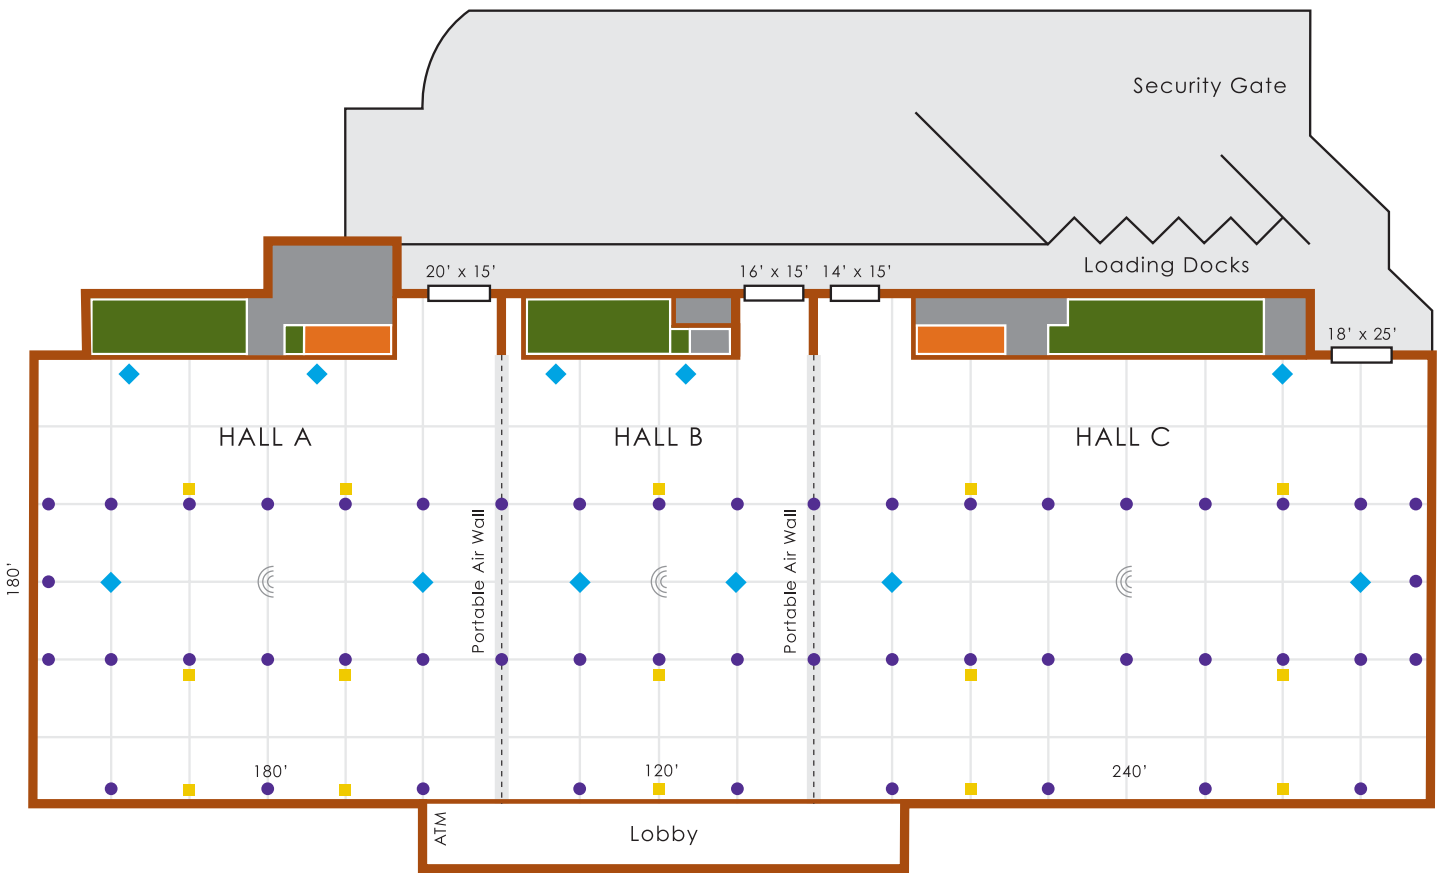 Security Gate
Loading Docks
20’ x 15’
16’ x 15’
14’ x 15’
18’ x 25’
HALL A
HALL B
HALL C
Portable Air Wall
Portable Air Wall
180’
180’
120’
240’
ATM
Lobby